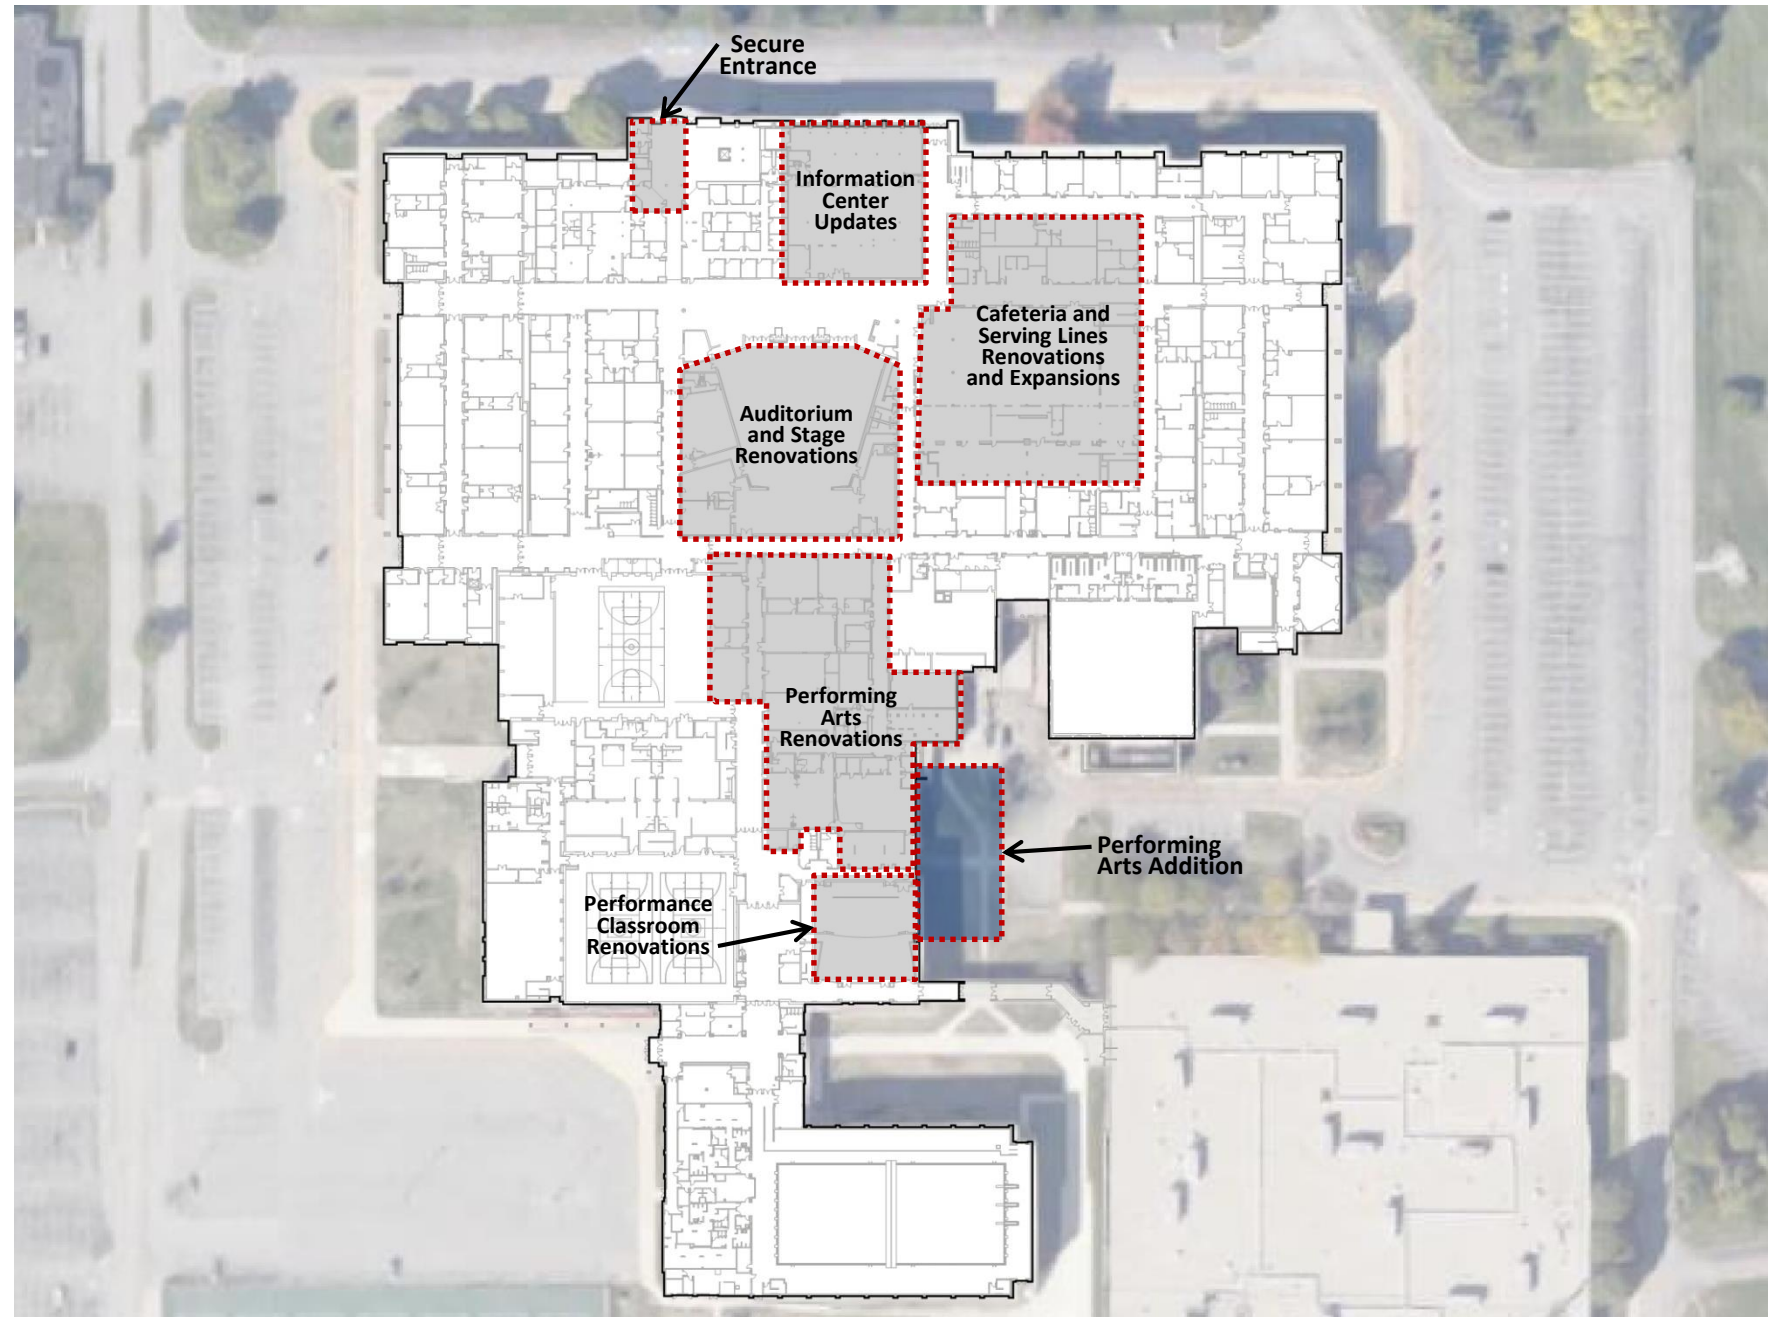 Secure
Entrance
Information
Center
Updates
Cafeteria and
Serving Lines
Renovations
and Expansions
Auditorium
and Stage
Renovations
Performing
Arts
Renovations
Performing
Arts Addition
Performance
Classroom
Renovations